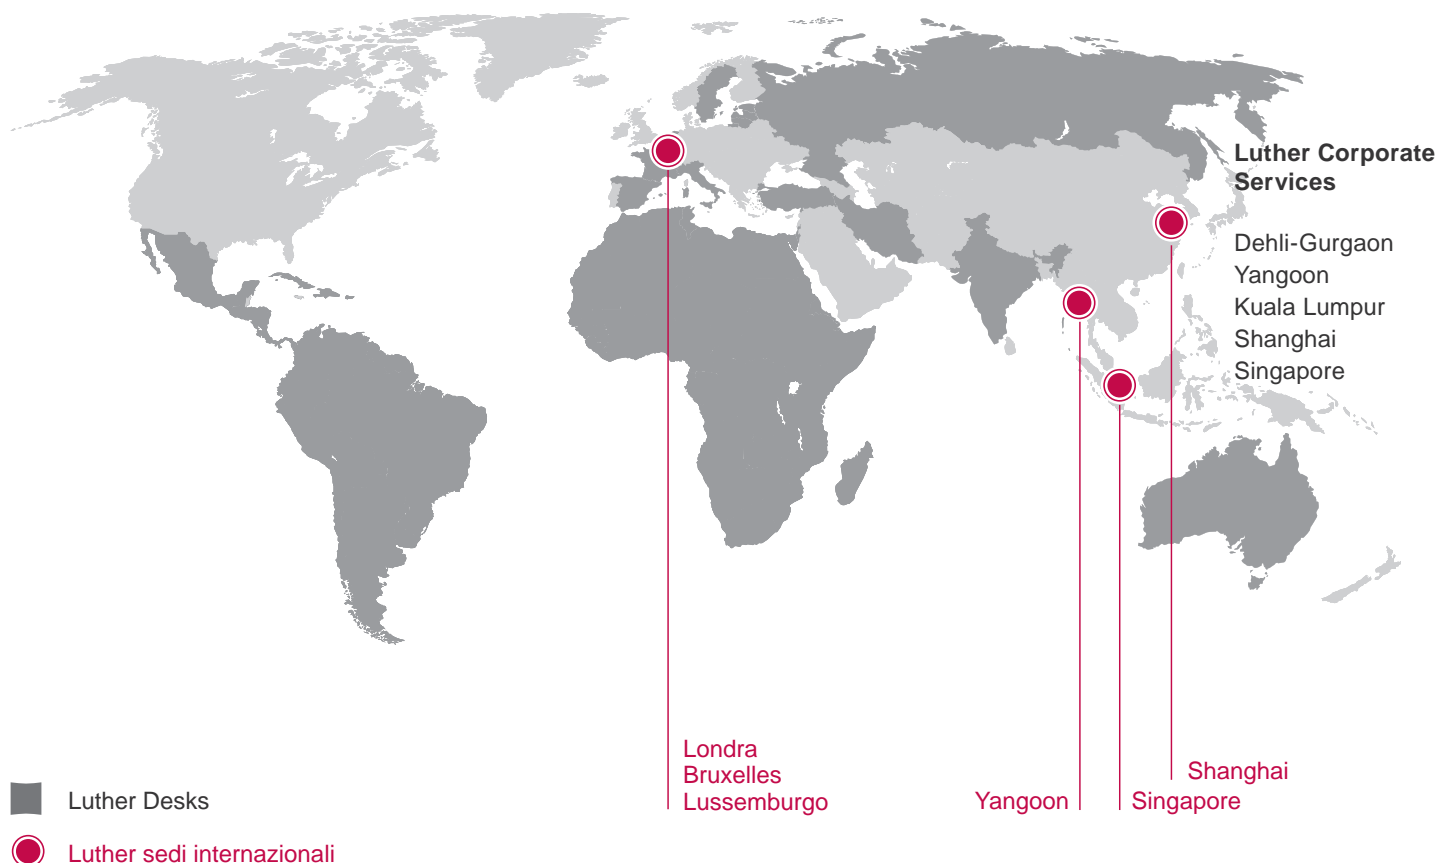 Luther Corporate
Services
Dehli-Gurgaon
Yangoon
Kuala Lumpur
Shanghai
Singapore
Londra
Bruxelles
Lussemburgo
Yangoon
Shanghai
Singapore
Luther Desks
Luther sedi internazionali